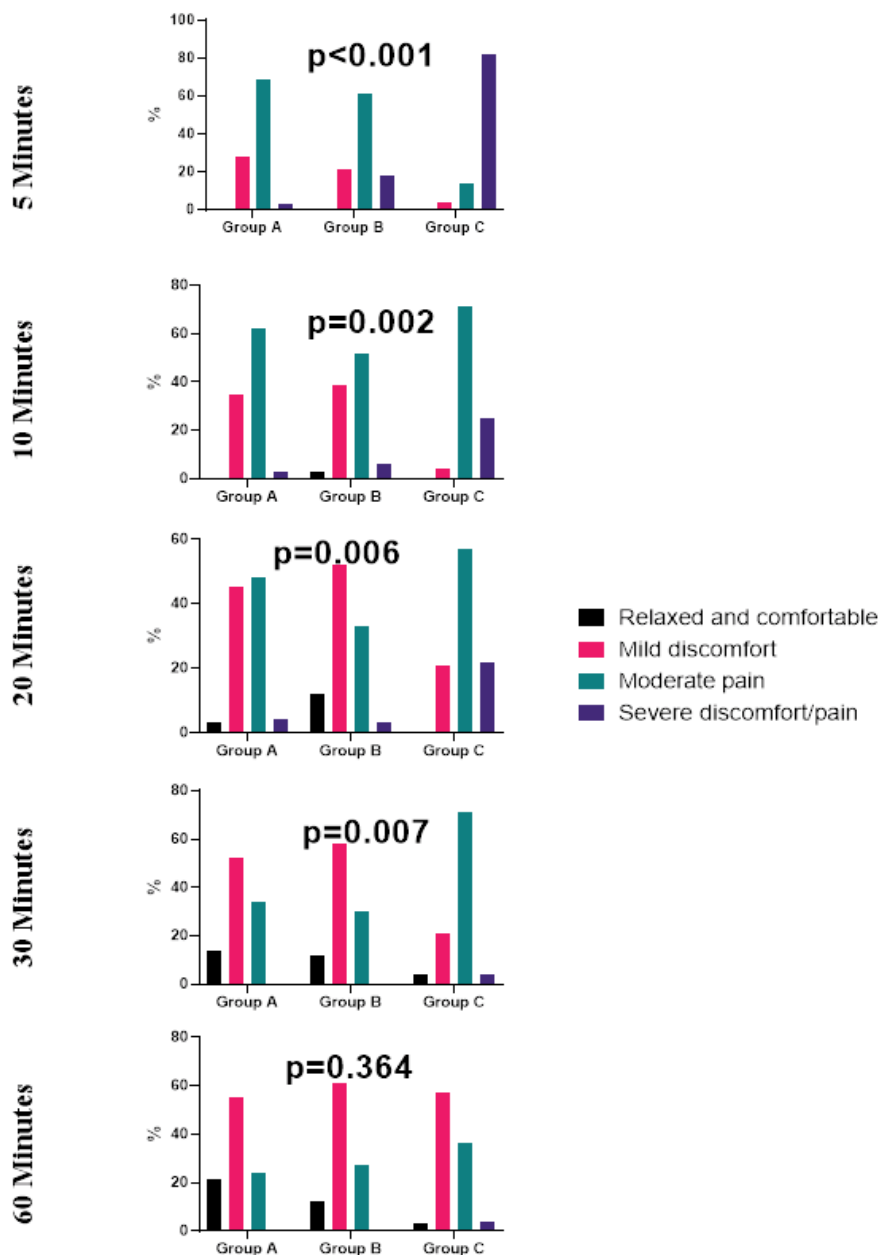 5 Minutes
100
80
60
40
20
0
%
p<0.001
Group A Group B Group C
10 Minutes
80
60
40
20
0
%
p=0.002
Group A Group B Group C
20 Minutes
60
40
20
0
%
p=0.006
Group A Group B Group C
Relaxed and comfortable
Mild discomfort
Moderate pain
Severe discomfort/pain
30 Minutes
80
60
40
20
0
%
p=0.007
Group A Group B Group C
60 Minutes
80
60
40
20
0
%
p=0.364
Group A Group B Group C